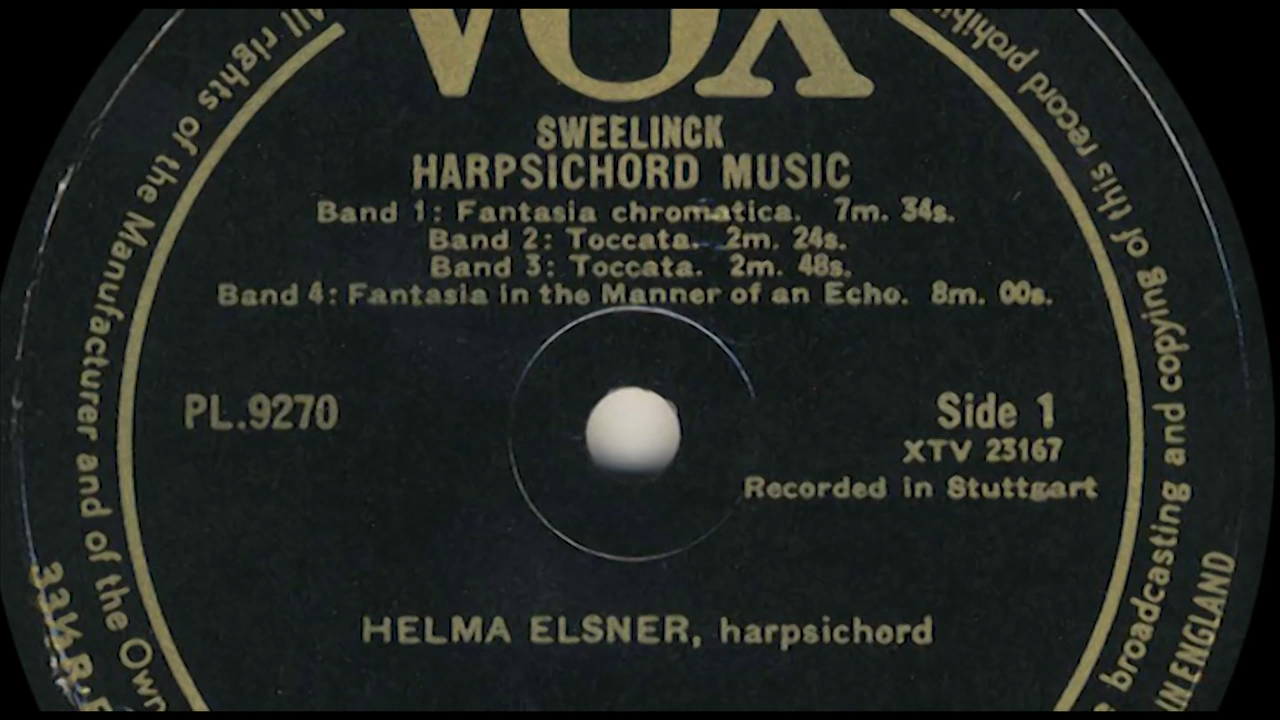 VOX
SWEELINCK
HARPSICHORD MUSIC
Band 1: Fantasia chromatica. 7m. 34s.
Band 2: Toccata. 2m. 24s.
Band 3: Toccata. 2m. 48s.
Band 4: Fantasia in the Manner of an Echo. 8m. 00s.
PL.9270
Side 1
XTV 23167
Recorded in Stuttgart
HELMA ELSNER, harpsichord
All rights of the Manufacturer and of the Own
broadcasting and copying of this record prohibi
IN ENGLAND
33⅓ R.P